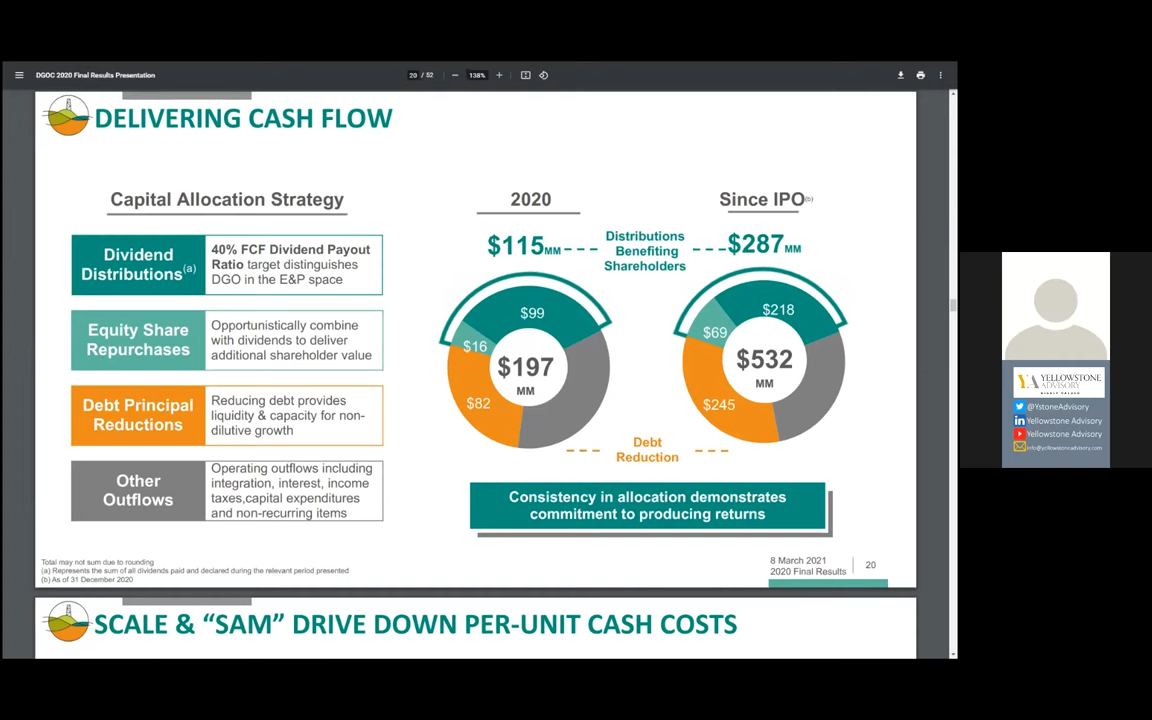 DGOC 2020 Final Results Presentation
20 / 52
138%
DELIVERING CASH FLOW
Capital Allocation Strategy
Dividend
Distributions(a)
40% FCF Dividend Payout
Ratio target distinguishes
DGO in the E&P space
Equity Share
Repurchases
Opportunistically combine
with dividends to deliver
additional shareholder value
Debt Principal
Reductions
Reducing debt provides
liquidity & capacity for non-
dilutive growth
Other
Outflows
Operating outflows including
integration, interest, income
taxes,capital expenditures
and non-recurring items
2020
Since IPO(b)
$115MM
Distributions
Benefiting
Shareholders
$287MM
$99
$16
$197
MM
$82
$218
$69
$532
MM
$245
Debt
Reduction
Consistency in allocation demonstrates
commitment to producing returns
Total may not sum due to rounding
(a) Represents the sum of all dividends paid and declared during the relevant period presented
(b) As of 31 December 2020
8 March 2021
2020 Final Results
20
SCALE & “SAM” DRIVE DOWN PER-UNIT CASH COSTS
YELLOWSTONE
ADVISORY
@YstoneAdvisory
Yellowstone Advisory
Yellowstone Advisory
info@yellowstoneadvisory.com